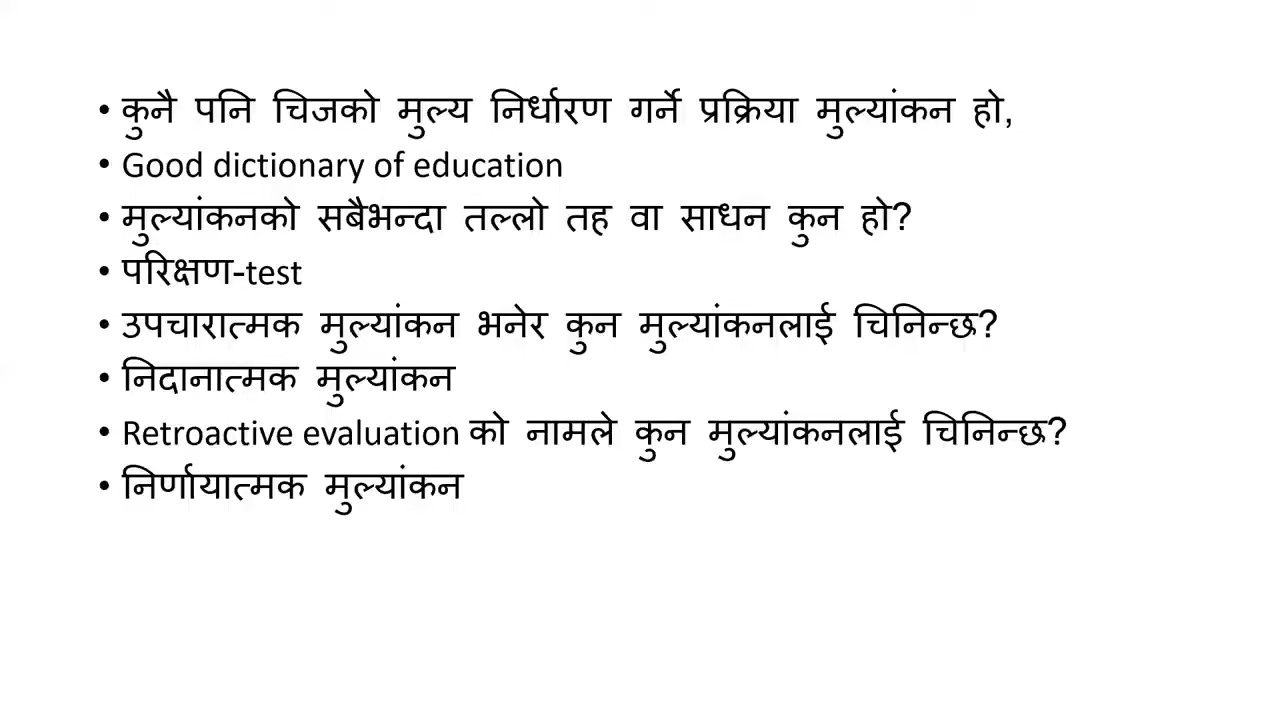 • कुनै पनि चिजको मुल्य निर्धारण गर्ने प्रक्रिया मुल्यांकन हो,
• Good dictionary of education
• मुल्यांकनको सबैभन्दा तल्लो तह वा साधन कुन हो?
• परिक्षण-test
• उपचारात्मक मुल्यांकन भनेर कुन मुल्यांकनलाई चिनिन्छ?
• निदानात्मक मुल्यांकन
• Retroactive evaluation को नामले कुन मुल्यांकनलाई चिनिन्छ?
• निर्णायात्मक मुल्यांकन